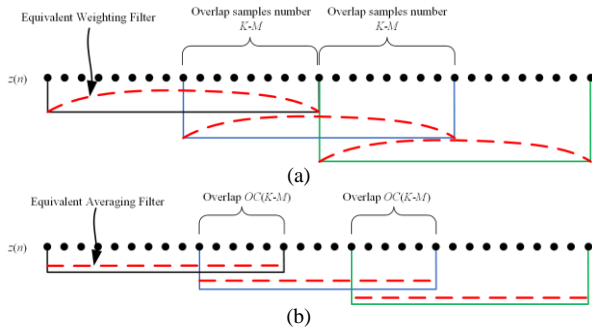 Overlap samples number
K-M
Overlap samples number
K-M
Equivalent Weighting Filter
z(n)
(a)
Equivalent Averaging Filter
Overlap OC(K-M)
Overlap OC(K-M)
z(n)
(b)